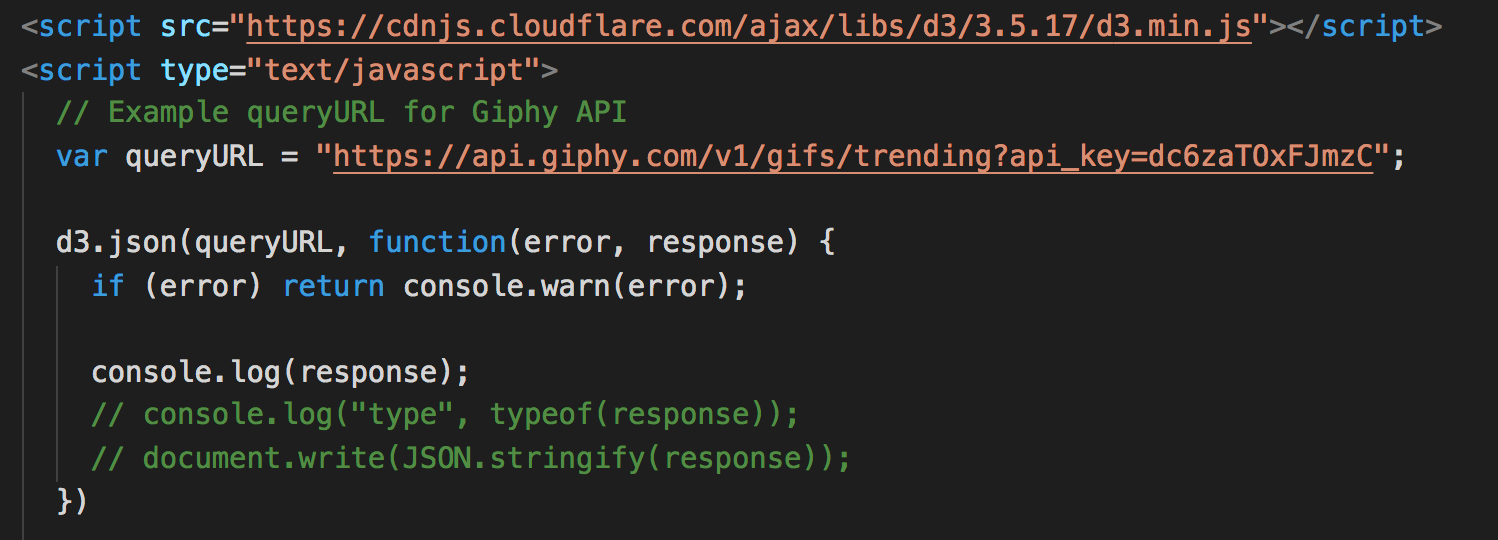 <script src="https://cdnjs.cloudflare.com/ajax/libs/d3/3.5.17/d3.min.js"></script>
<script type="text/javascript">
// Example queryURL for Giphy API
var queryURL = "https://api.giphy.com/v1/gifs/trending?api_key=dc6zaTOxFJmzC";
d3.json(queryURL, function(error, response) {
if (error) return console.warn(error);
console.log(response);
// console.log("type", typeof(response));
// document.write(JSON.stringify(response));
})